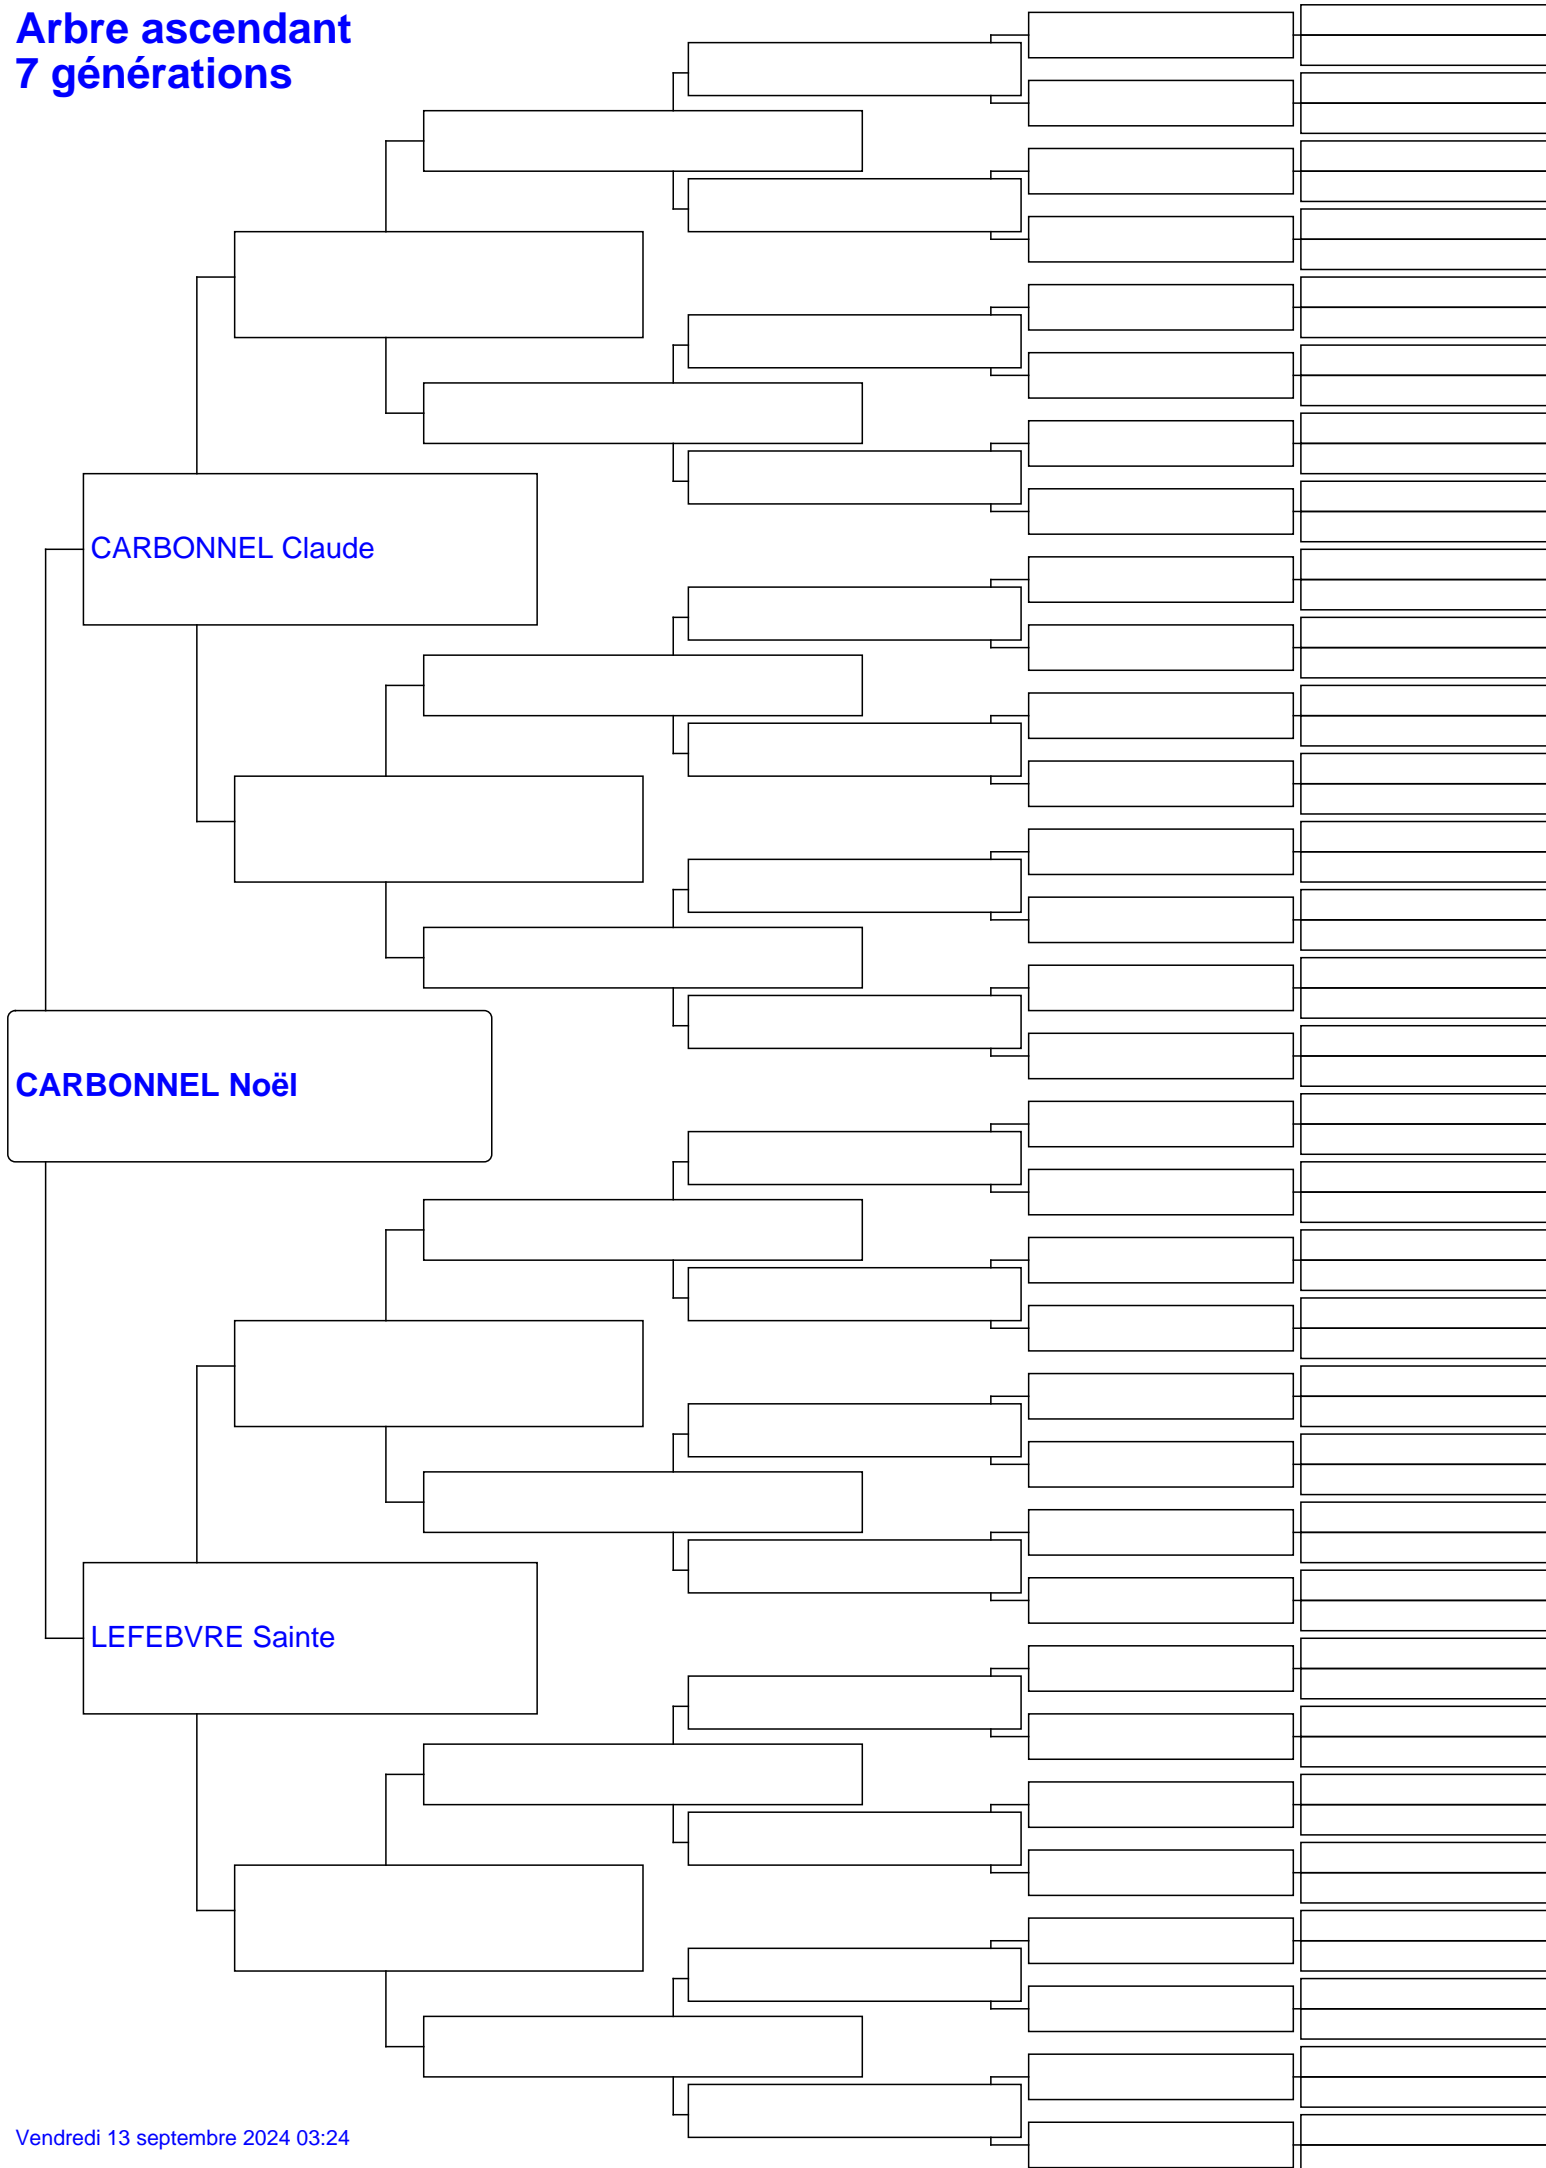 Arbre ascendant
7 générations
CARBONNEL Claude
CARBONNEL Noël
LEFEBVRE Sainte
Vendredi 13 septembre 2024 03:24